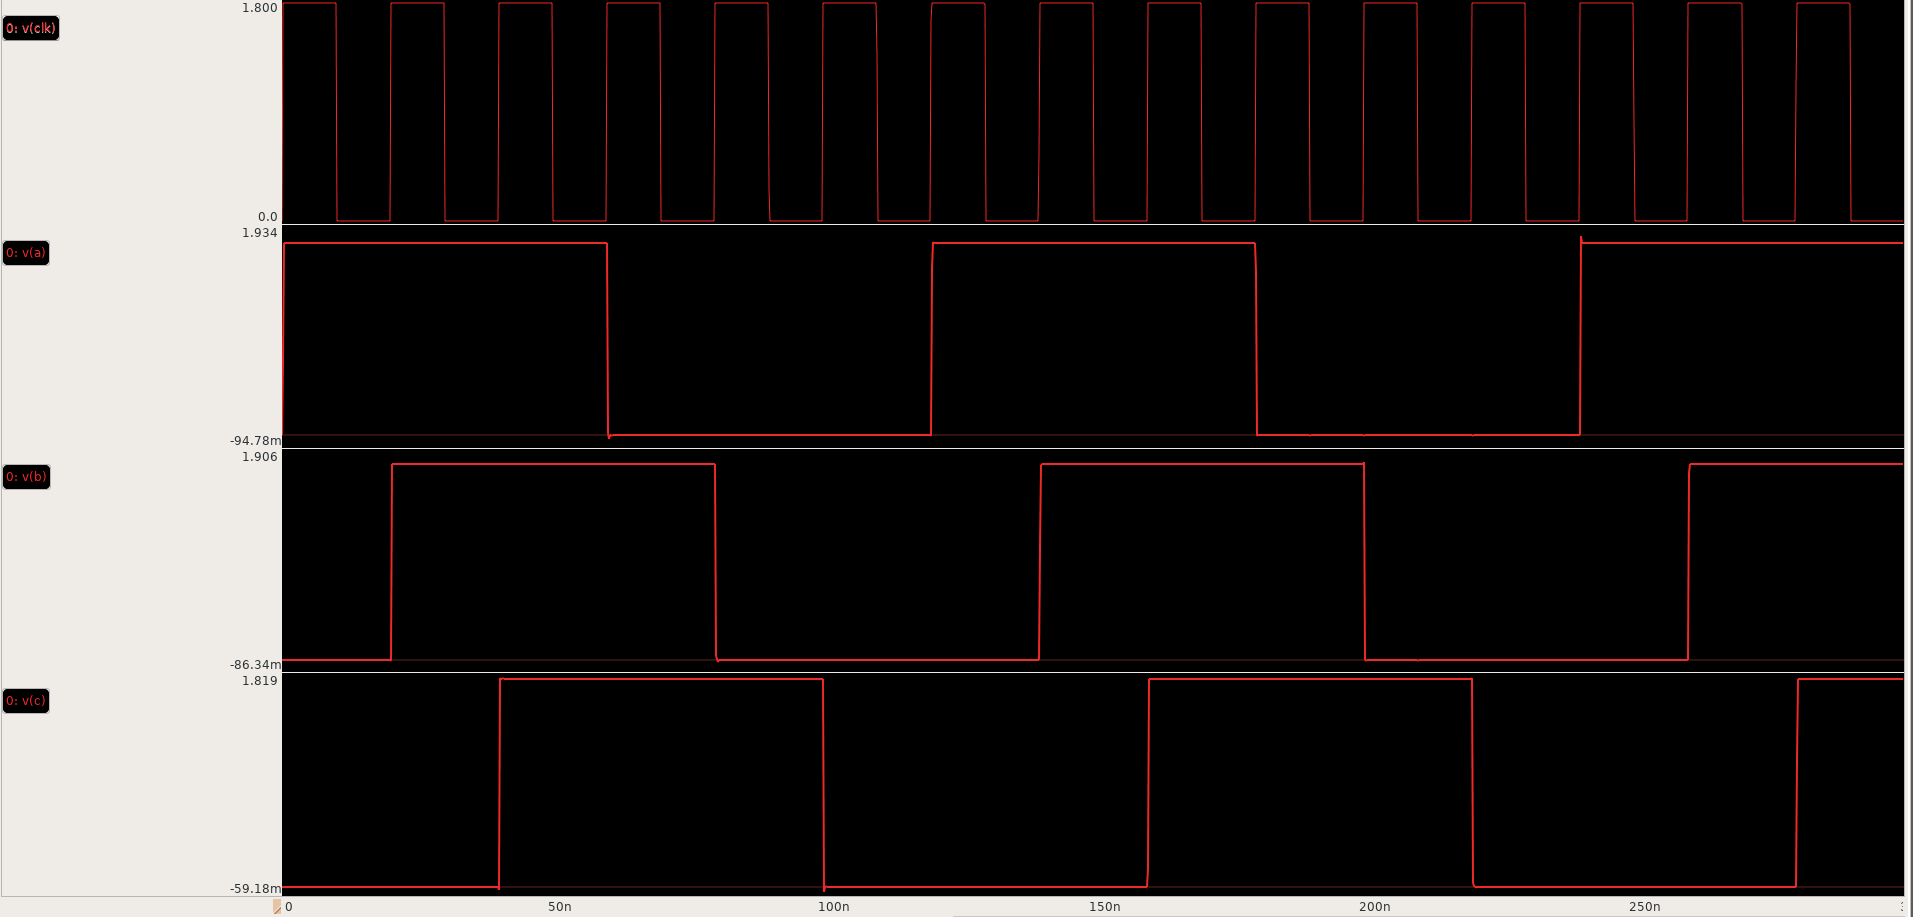 1.800
0: v(clk)
0.0
1.934
0: v(a)
-94.78m
1.906
0: v(b)
-86.34m
1.819
0: v(c)
-59.18m
0 50n 100n 150n 200n 250n